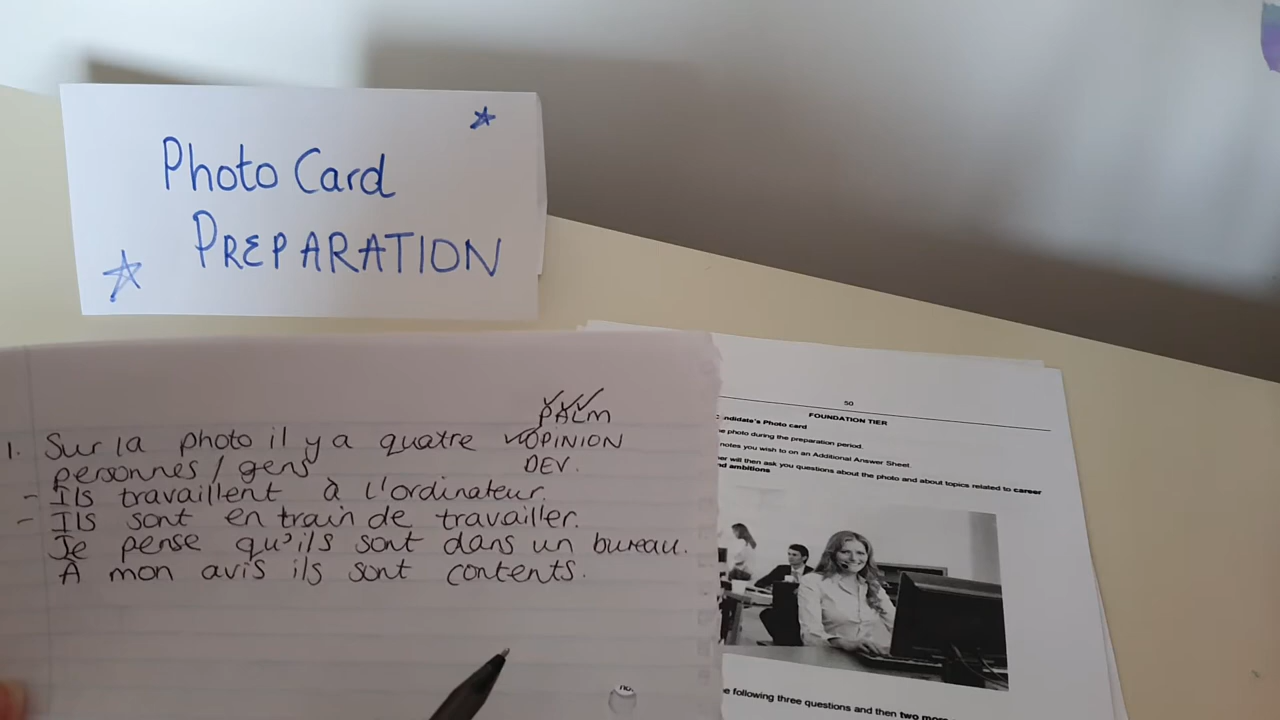 Photo Card
PREPARATION
PALM
1. Sur la photo il y a quatre
OPINION
personnes / gens
DEV.
- Ils travaillent à l'ordinateur.
- Ils sont en train de travailler.
Je pense qu'ils sont dans un bureau.
A mon avis ils sont contents.
50
FOUNDATION TIER
Candidate's Photo card
photo during the preparation period.
notes you wish to on an Additional Answer Sheet.
will then ask you questions about the photo and about topics related to career
ambitions
following three questions and then two more